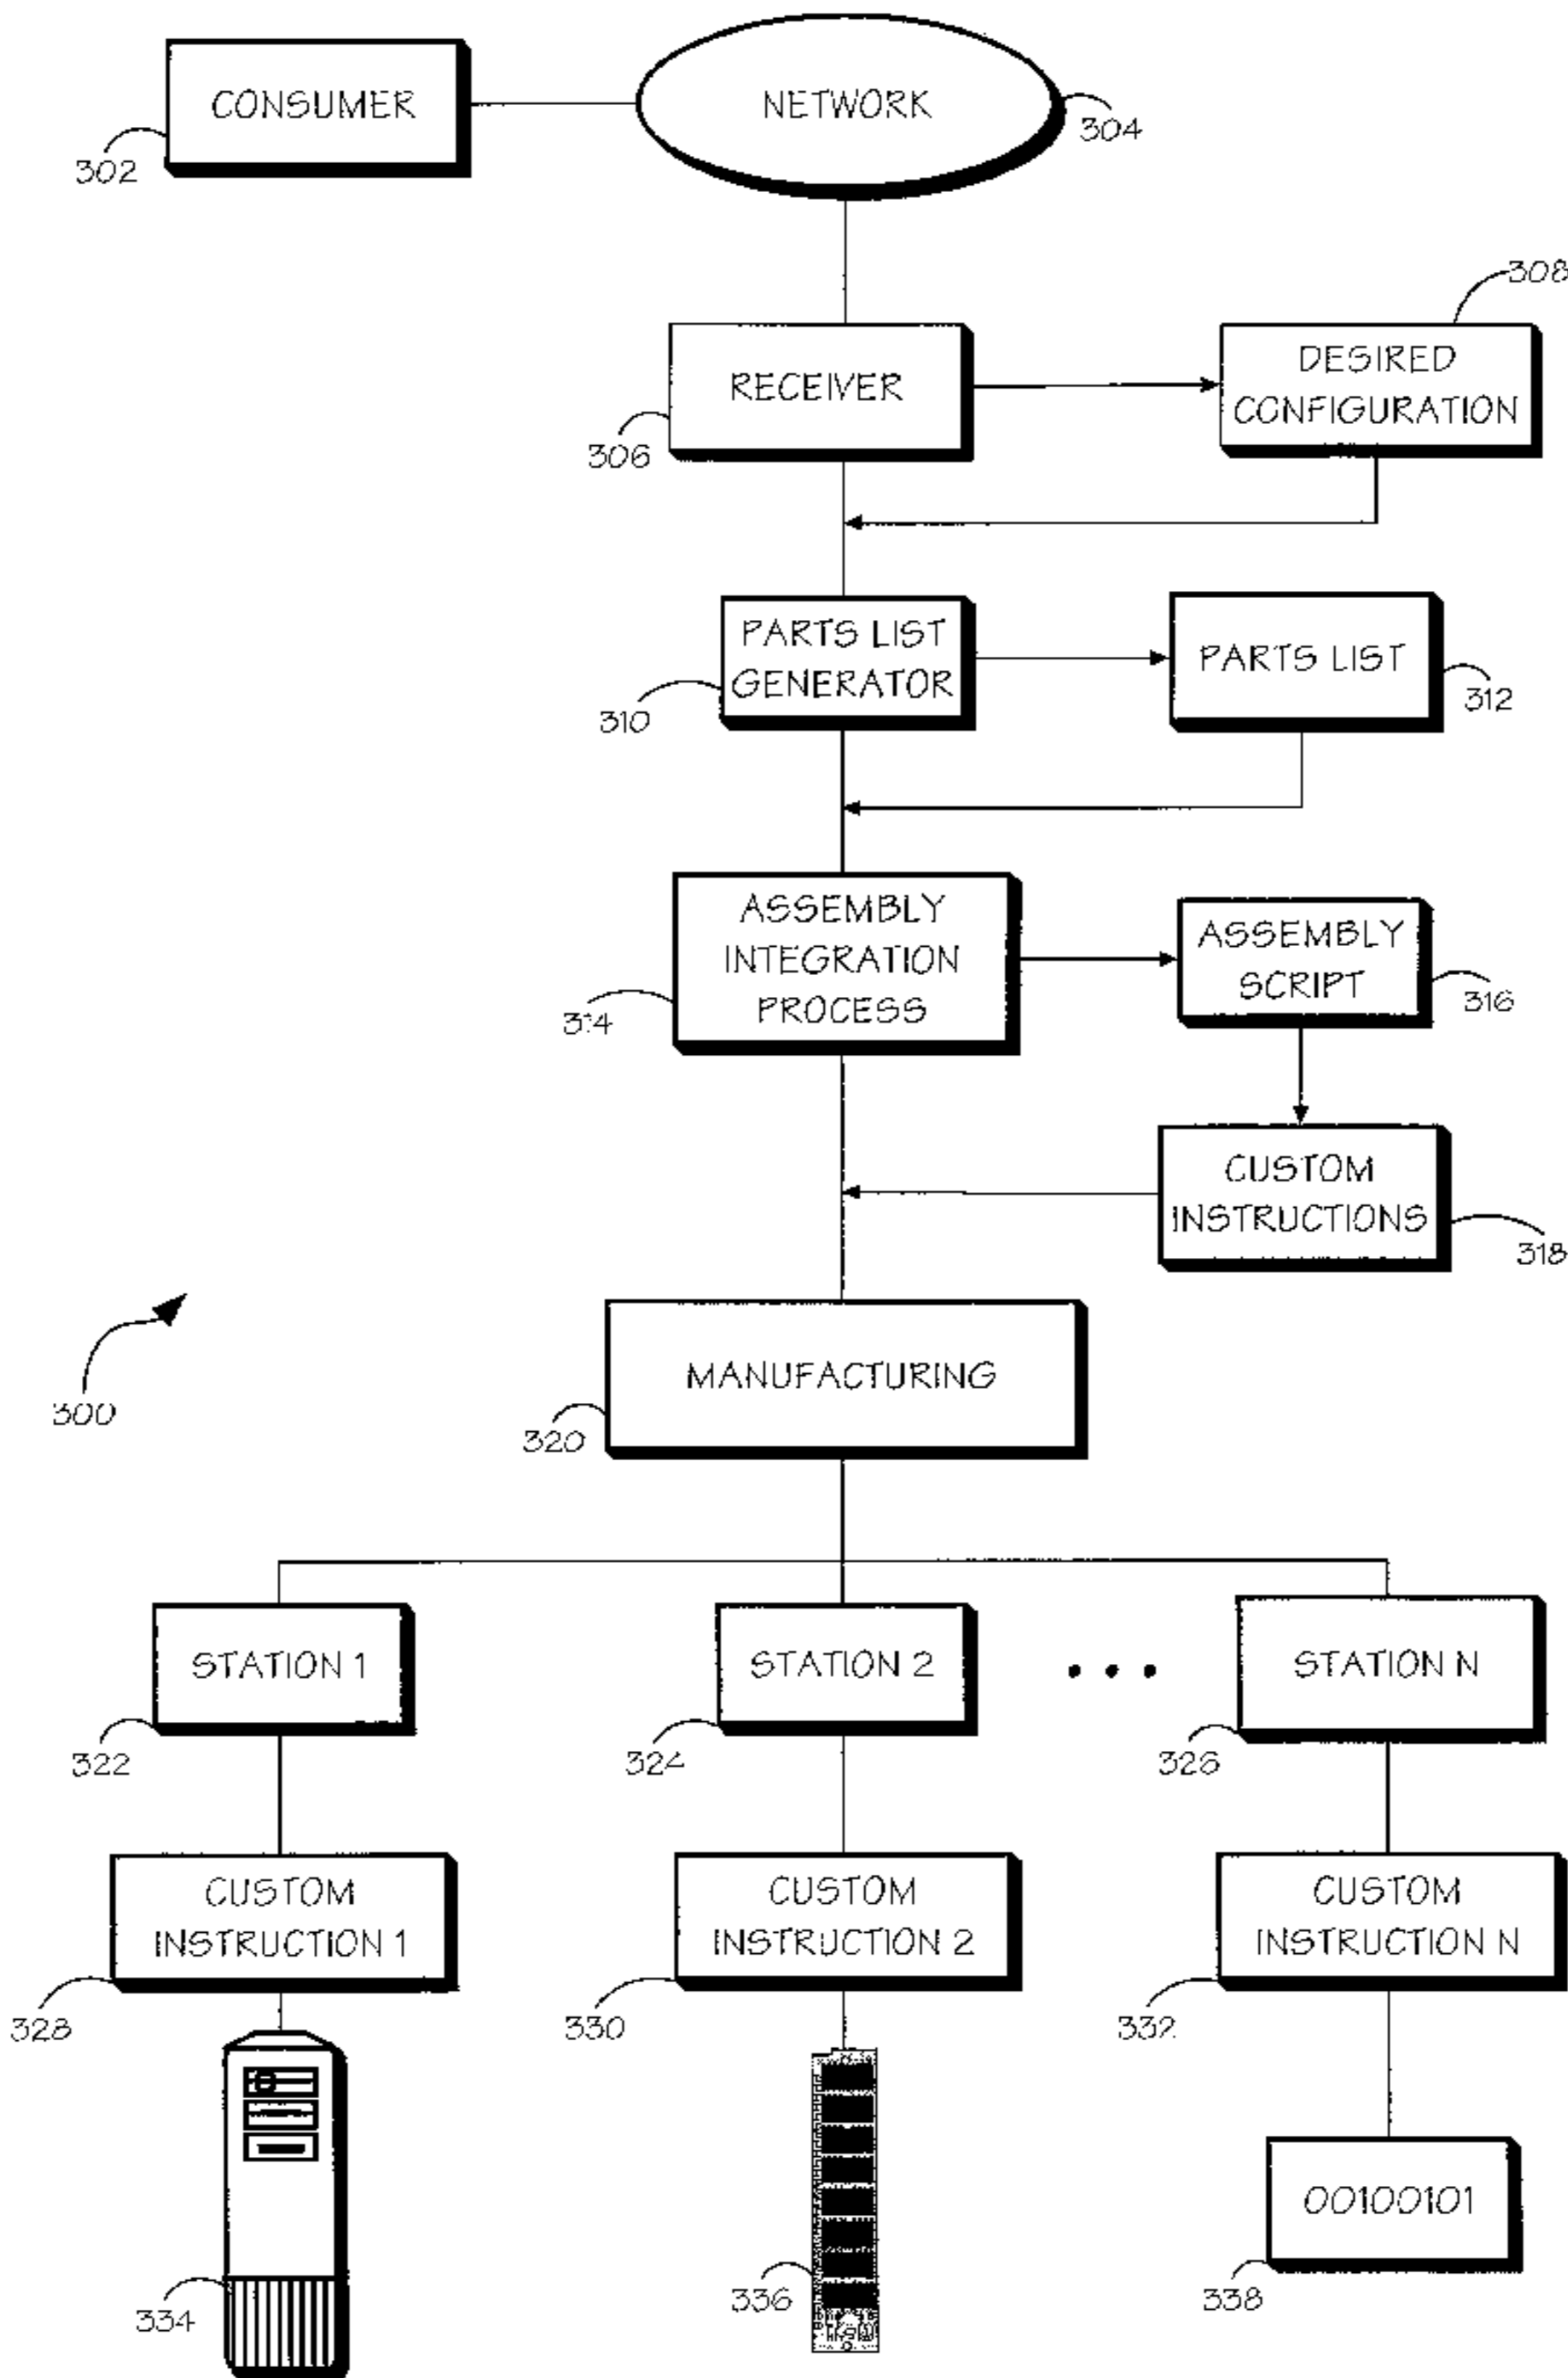 CONSUMER
NETWORK
302
304
308
RECEIVER
DESIRED
CONFIGURATION
306
PARTS LIST
GENERATOR
PARTS LIST
310
312
ASSEMBLY
INTEGRATION
PROCESS
ASSEMBLY
SCRIPT
314
316
CUSTOM
INSTRUCTIONS
318
300
MANUFACTURING
320
STATION 1
STATION 2
• • •
STATION N
322
324
326
CUSTOM
INSTRUCTION 1
CUSTOM
INSTRUCTION 2
CUSTOM
INSTRUCTION N
328
330
332
00100101
334
336
338